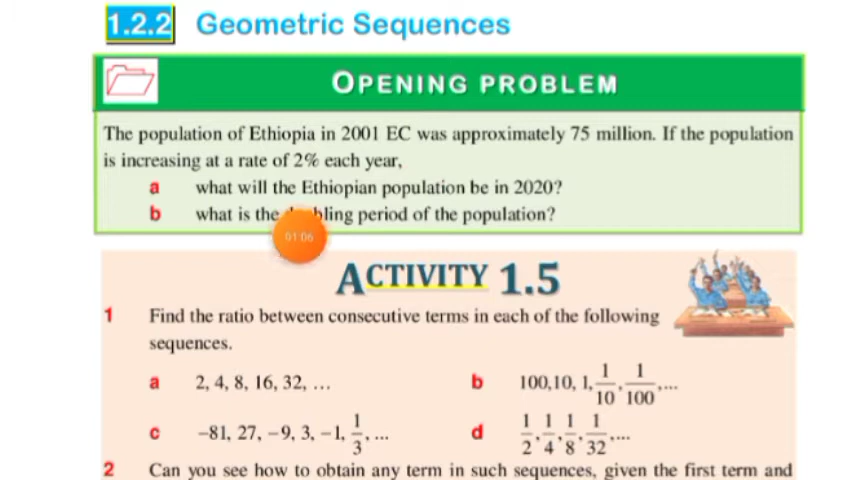 1.2.2 Geometric Sequences
OPENING PROBLEM
The population of Ethiopia in 2001 EC was approximately 75 million. If the population
is increasing at a rate of 2% each year,
a what will the Ethiopian population be in 2020?
b what is the bling period of the population?
01:06
ACTIVITY 1.5
1 Find the ratio between consecutive terms in each of the following
sequences.
a 2, 4, 8, 16, 32, … b 100,10, 1, 1/10, 1/100,...
c −81, 27, −9, 3, −1, 1/3, ... d 1/2, 1/4, 1/8, 1/32,...
2 Can you see how to obtain any term in such sequences, given the first term and